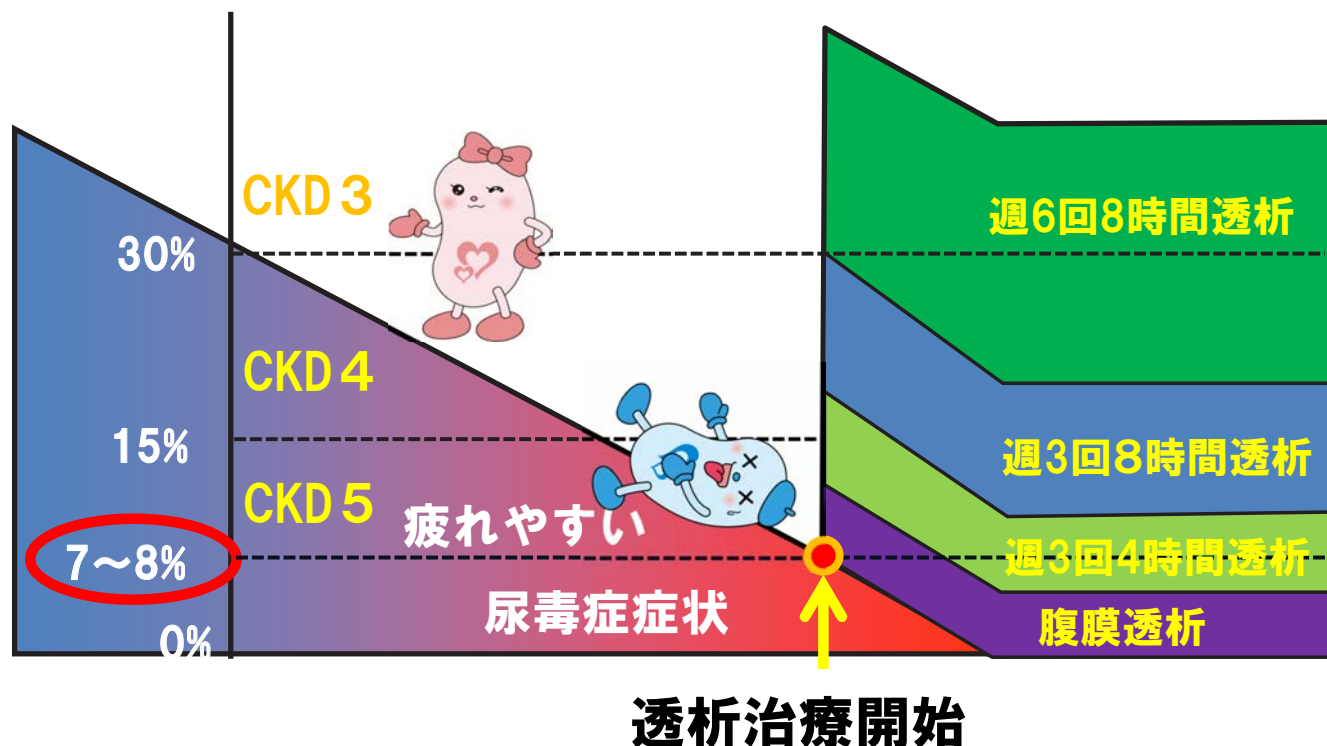 CKD３
30%
週6回8時間透析
CKD４
15%
週3回8時間透析
CKD５
疲れやすい
7～8%
週3回4時間透析
尿毒症症状
腹膜透析
0%
透析治療開始